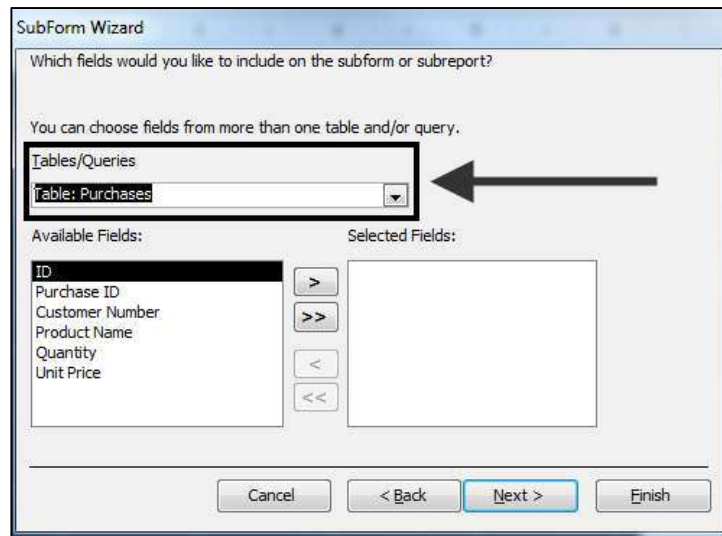 SubForm Wizard
Which fields would you like to include on the subform or subreport?
You can choose fields from more than one table and/or query.
Tables/Queries
Table: Purchases
Available Fields: Selected Fields:
ID
Purchase ID
Customer Number
Product Name
Quantity
Unit Price
>
>>
<
<<
Cancel < Back Next > Finish